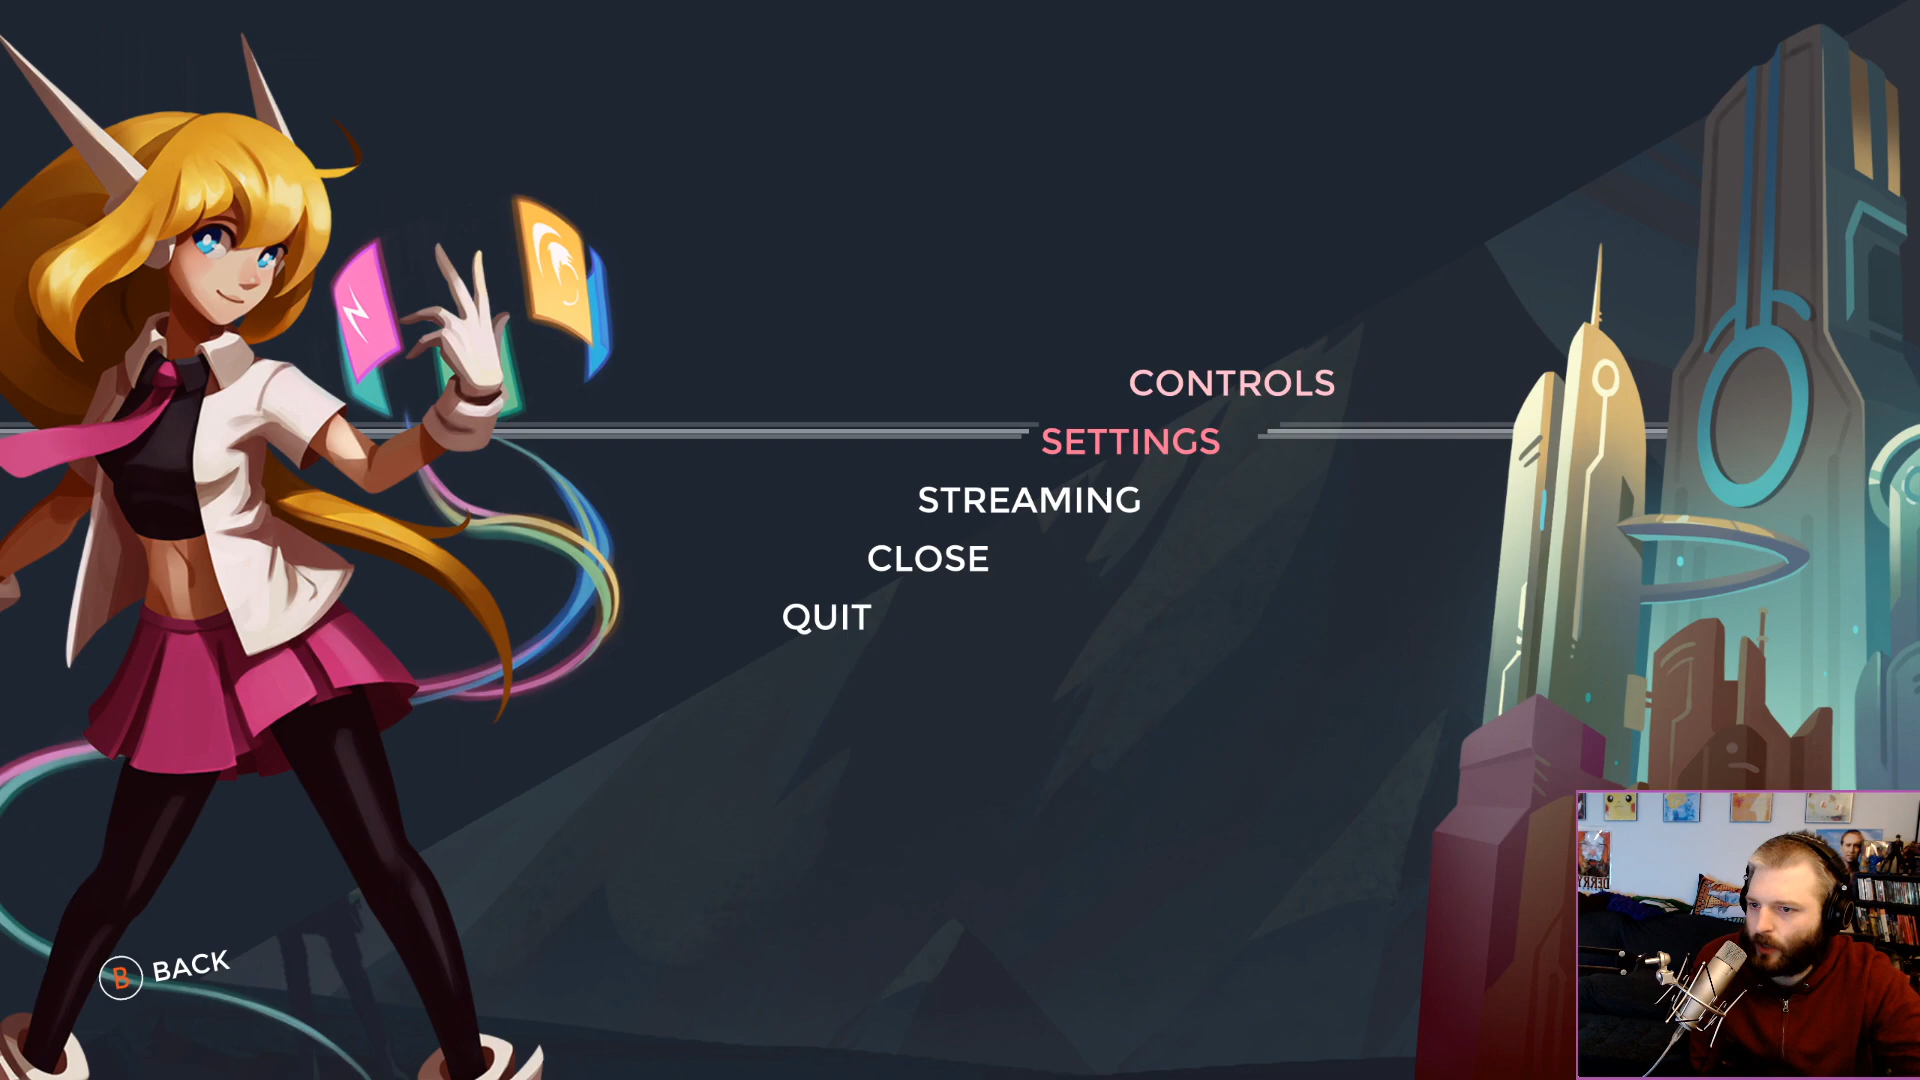 CONTROLS
SETTINGS
STREAMING
CLOSE
QUIT
B BACK